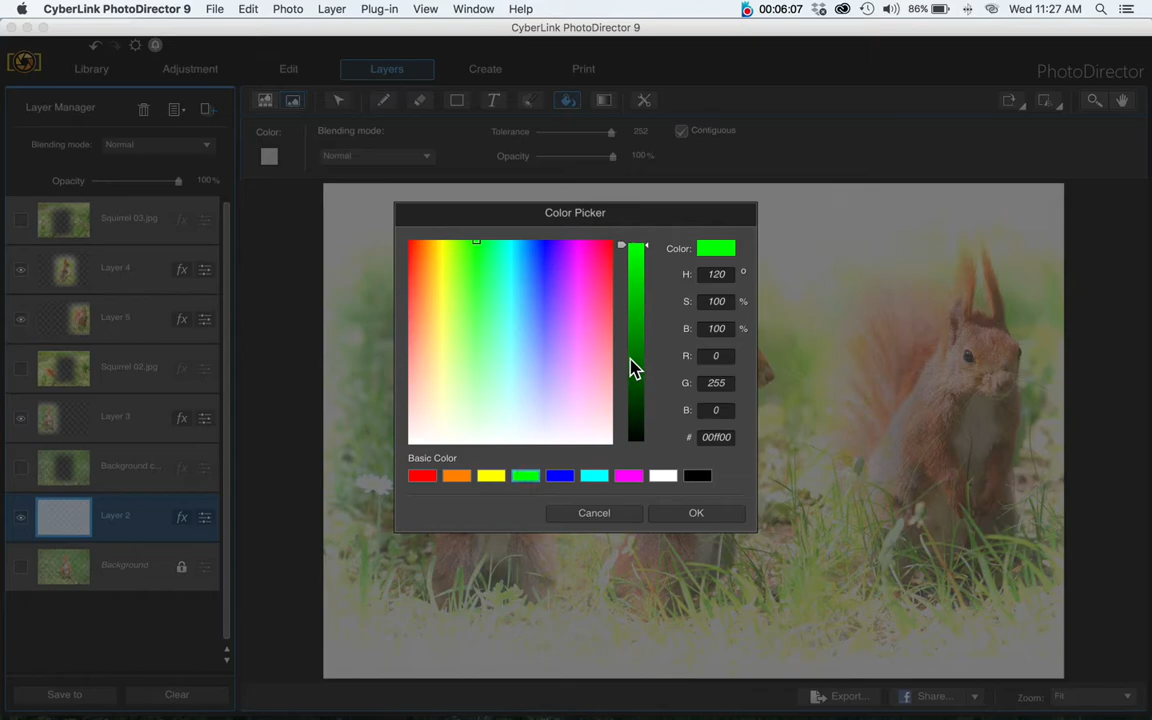 CyberLink PhotoDirector 9 File Edit Photo Layer Plug-in View Window Help 00:06:07 86% Wed 11:27 AM
CyberLink PhotoDirector 9
Library Adjustment Edit Layers Create Print PhotoDirector
Layer Manager
Color: Blending mode: Tolerance 252 Contiguous
Blending mode: Normal
Normal Opacity 100%
Opacity 100%
Squirrel 03.jpg fx
Layer 4 fx
Layer 5 fx
Squirrel 02.jpg fx
Layer 3 fx
Background c... fx
Layer 2 fx
Background
Save to Clear
Color Picker
Color:
H: 120 º
S: 100 %
B: 100 %
R: 0
G: 255
B: 0
# 00ff00
Basic Color
Cancel OK
Export... f Share... Zoom: Fit